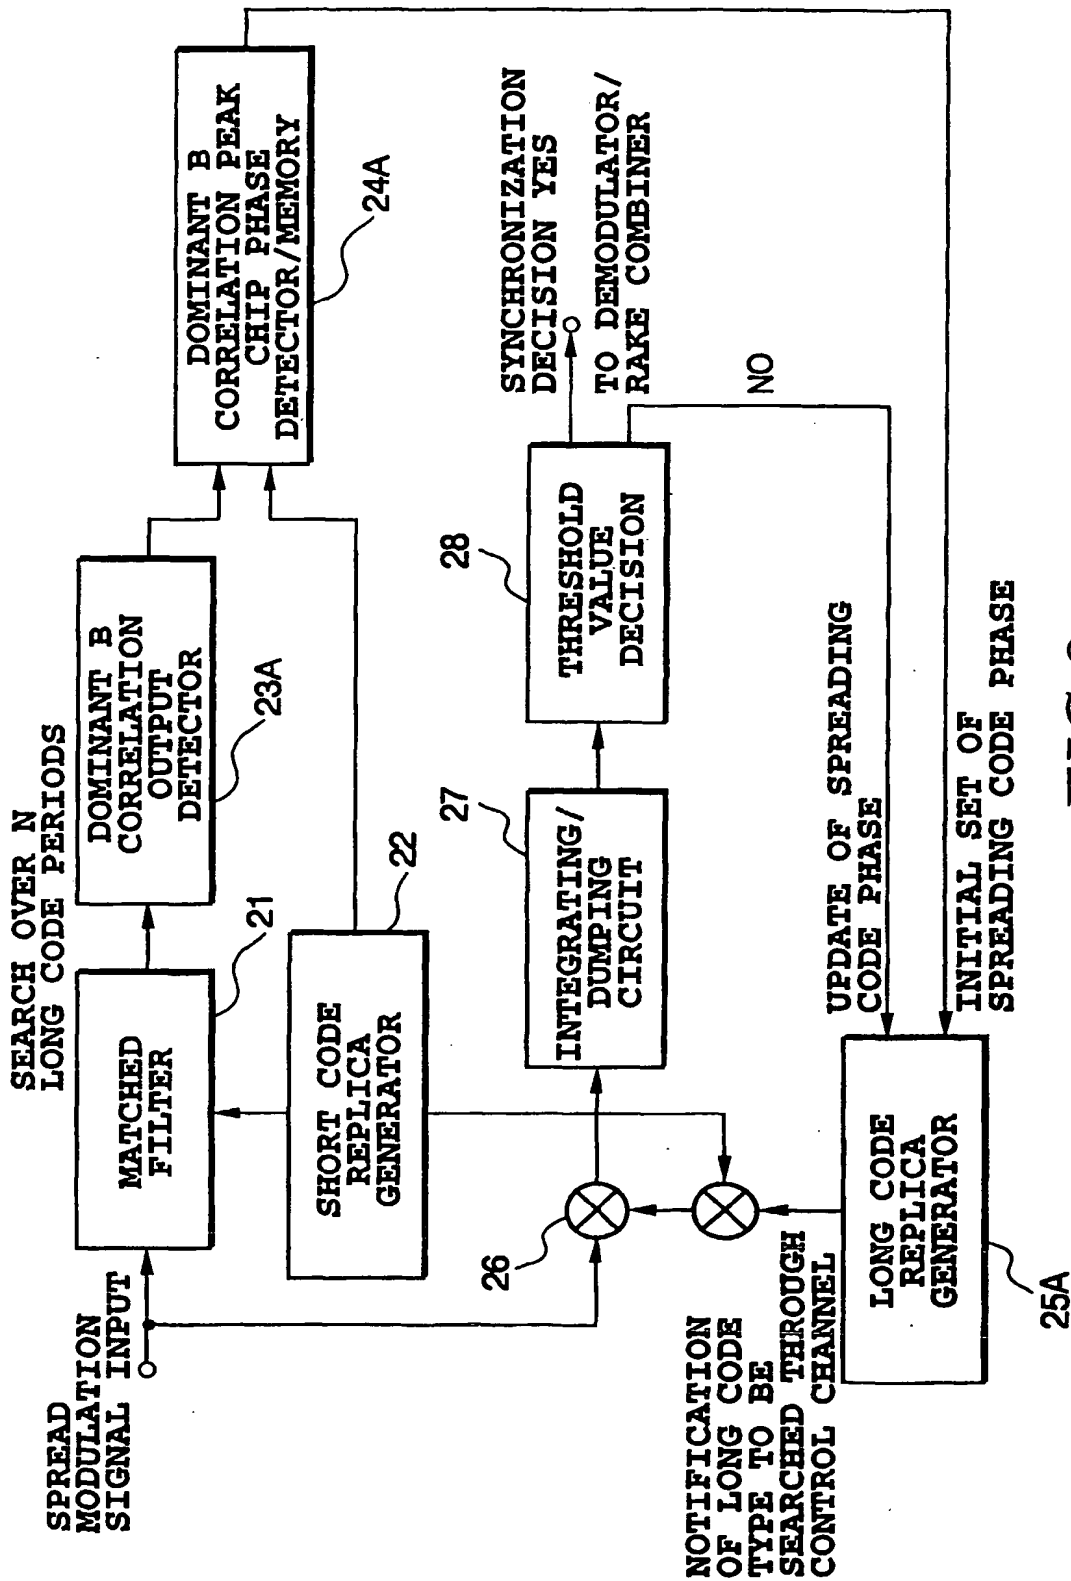 SPREAD
MODULATION
SIGNAL INPUT
SEARCH OVER N
LONG CODE PERIODS
MATCHED
FILTER
21
DOMINANT B
CORRELATION
OUTPUT
DETECTOR
23A
DOMINANT B
CORRELATION PEAK
CHIP PHASE
DETECTOR/MEMORY
24A
SHORT CODE
REPLICA
GENERATOR
22
26
INTEGRATING/
DUMPING
CIRCUIT
27
THRESHOLD
VALUE
DECISION
28
SYNCHRONIZATION
DECISION YES
TO DEMODULATOR/
RAKE COMBINER
NO
NOTIFICATION
OF LONG CODE
TYPE TO BE
SEARCHED THROUGH
CONTROL CHANNEL
LONG CODE
REPLICA
GENERATOR
25A
UPDATE OF SPREADING
CODE PHASE
INITIAL SET OF
SPREADING CODE PHASE